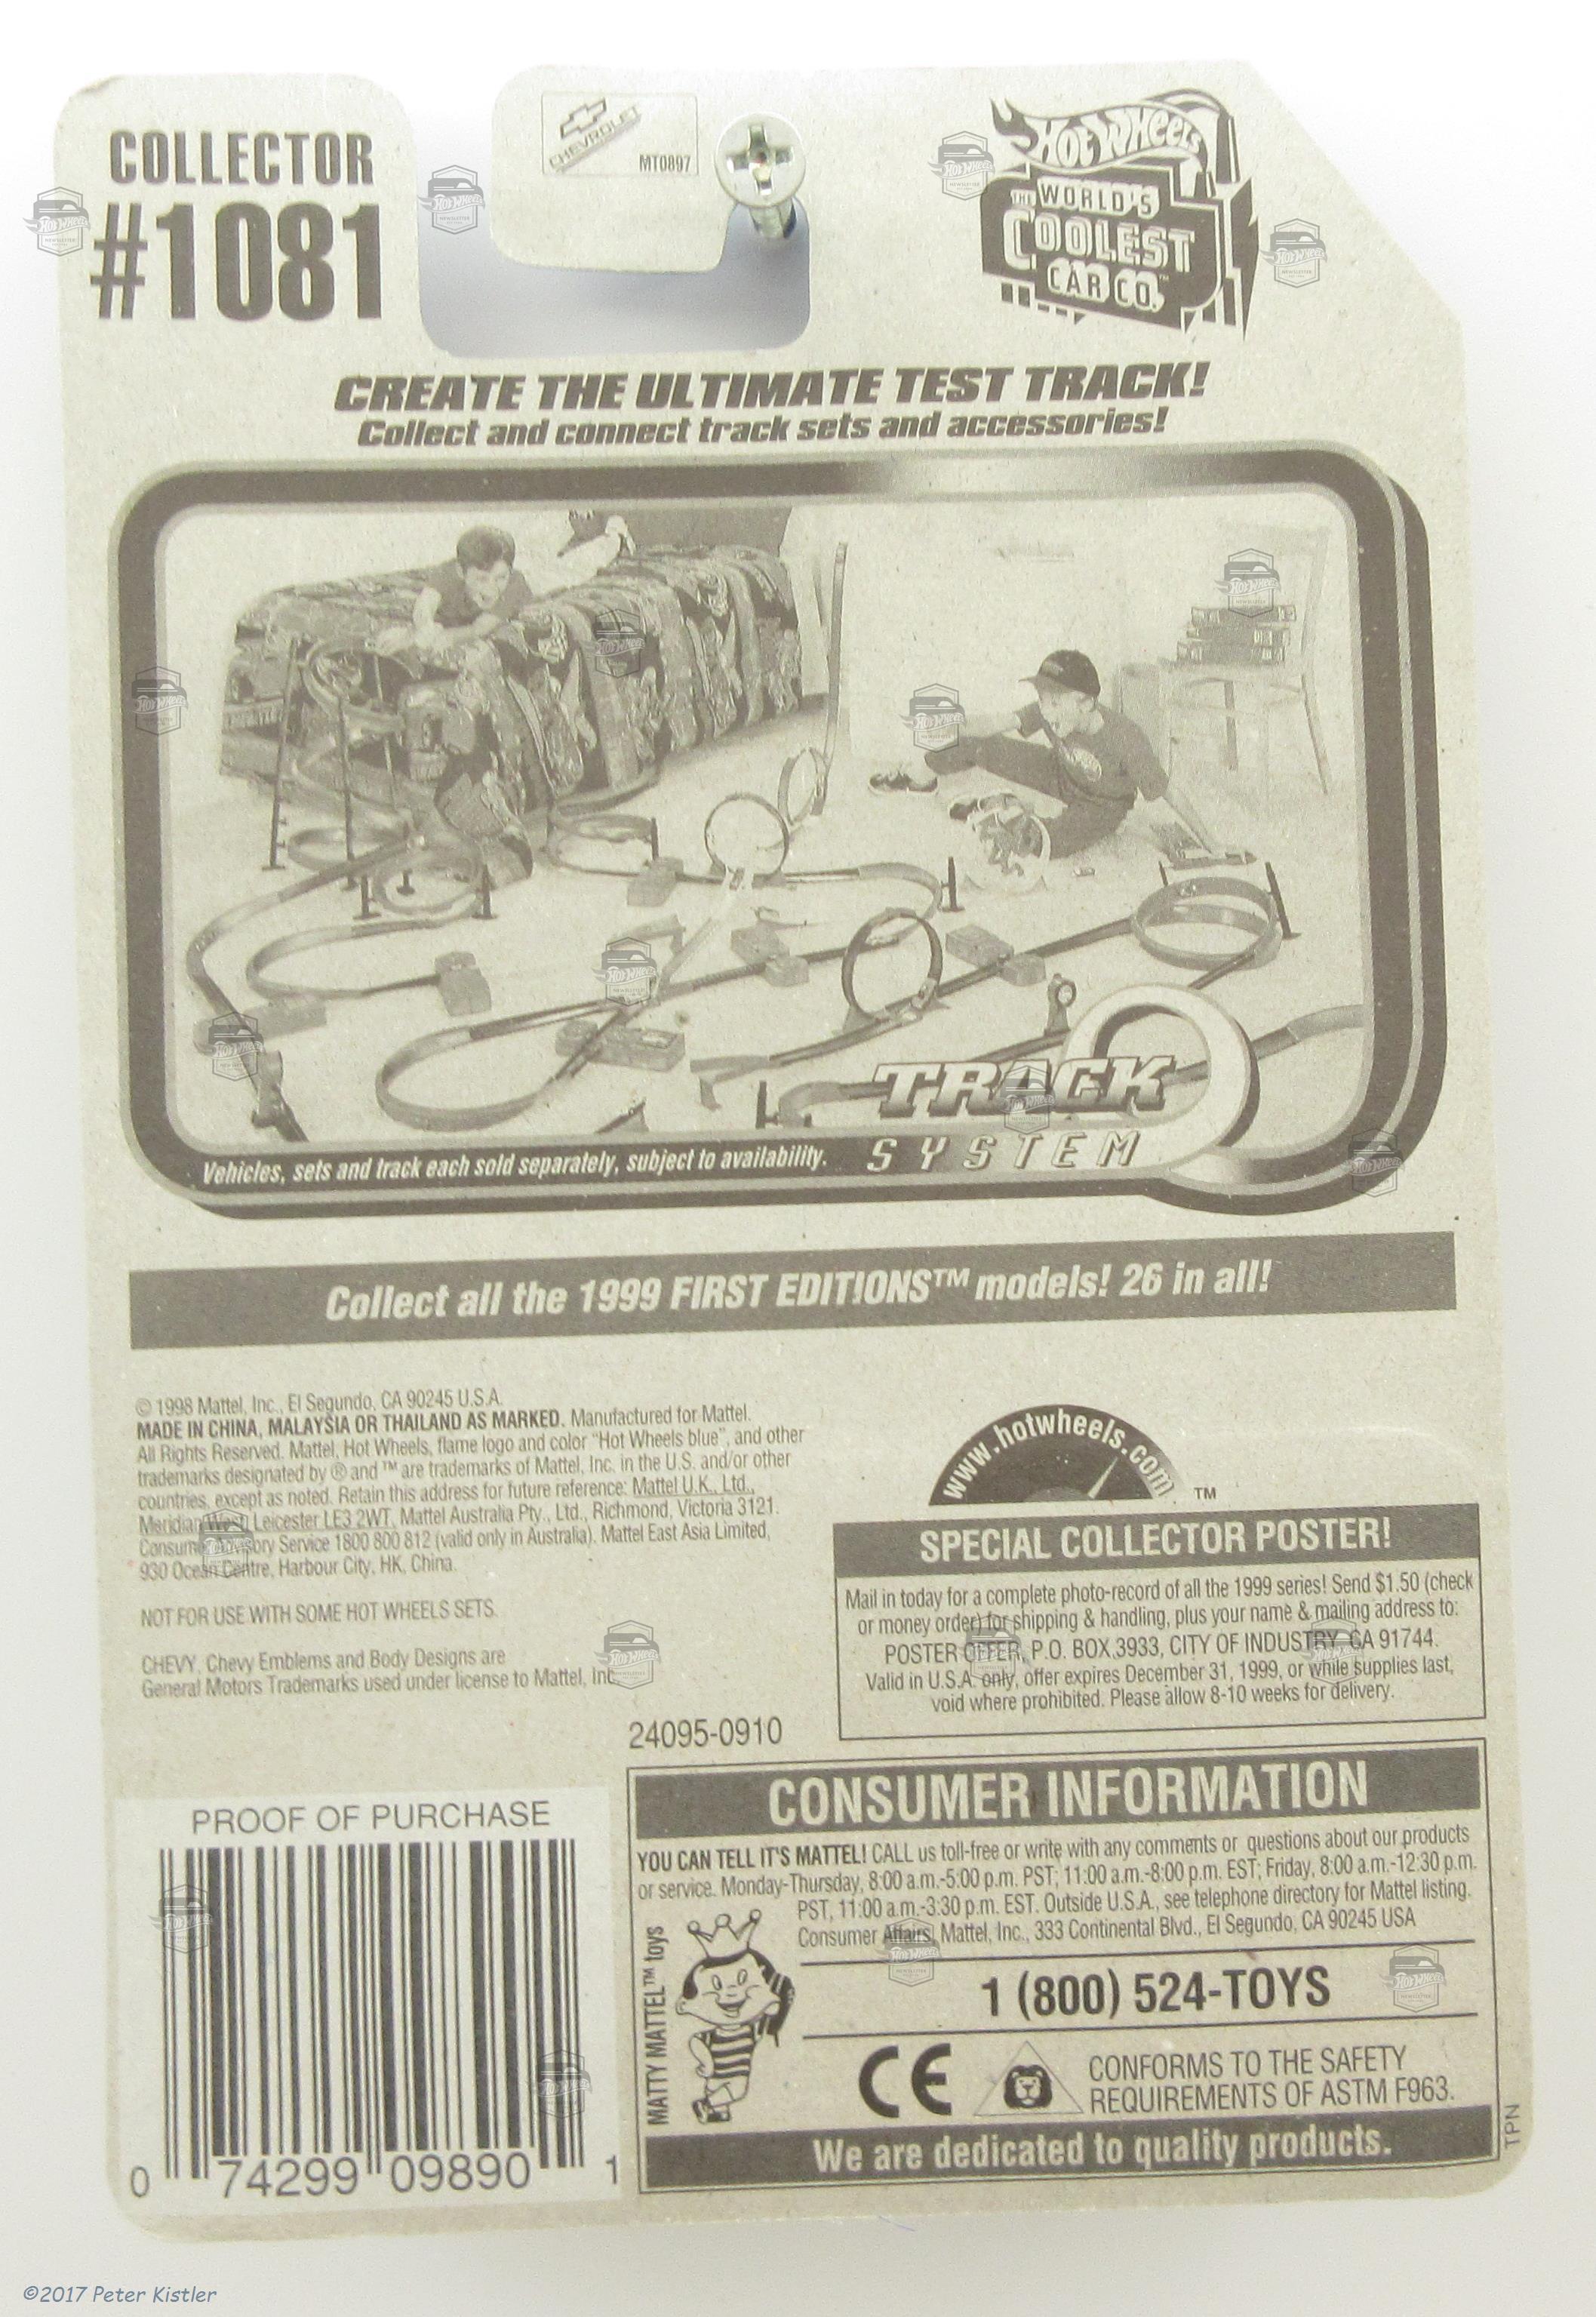 COLLECTOR
#1081
CHEVROLET
MT0897
HOT WHEELS
THE WORLD'S
COOLEST
CAR CO.™
CREATE THE ULTIMATE TEST TRACK!
Collect and connect track sets and accessories!
TRACK
SYSTEM
Vehicles, sets and track each sold separately, subject to availability.
Collect all the 1999 FIRST EDITIONS™ models! 26 in all!
© 1998 Mattel, Inc., El Segundo, CA 90245 U.S.A.
MADE IN CHINA, MALAYSIA OR THAILAND AS MARKED. Manufactured for Mattel.
All Rights Reserved. Mattel, Hot Wheels, flame logo and color "Hot Wheels blue", and other
trademarks designated by ® and ™ are trademarks of Mattel, Inc. in the U.S. and/or other
countries, except as noted. Retain this address for future reference: Mattel U.K., Ltd.,
Meridian West, Leicester LE3 2WT, Mattel Australia Pty., Ltd., Richmond, Victoria 3121.
Consumer Advisory Service 1800 800 812 (valid only in Australia). Mattel East Asia Limited,
930 Ocean Centre, Harbour City, HK, China.
NOT FOR USE WITH SOME HOT WHEELS SETS.
CHEVY, Chevy Emblems and Body Designs are
General Motors Trademarks used under license to Mattel, Inc.
24095-0910
www.hotwheels.com
™
SPECIAL COLLECTOR POSTER!
Mail in today for a complete photo-record of all the 1999 series! Send $1.50 (check
or money order) for shipping & handling, plus your name & mailing address to:
POSTER OFFER, P.O. BOX 3933, CITY OF INDUSTRY, CA 91744.
Valid in U.S.A. only, offer expires December 31, 1999, or while supplies last,
void where prohibited. Please allow 8-10 weeks for delivery.
PROOF OF PURCHASE
0 74299 09890 1
CONSUMER INFORMATION
YOU CAN TELL IT'S MATTEL! CALL us toll-free or write with any comments or questions about our products
or service. Monday-Thursday, 8:00 a.m.-5:00 p.m. PST; 11:00 a.m.-8:00 p.m. EST; Friday, 8:00 a.m.-12:30 p.m.
PST, 11:00 a.m.-3:30 p.m. EST. Outside U.S.A., see telephone directory for Mattel listing.
Consumer Affairs, Mattel, Inc., 333 Continental Blvd., El Segundo, CA 90245 USA
MATTY MATTEL™ toys
1 (800) 524-TOYS
CE
CONFORMS TO THE SAFETY
REQUIREMENTS OF ASTM F963.
We are dedicated to quality products.
TPN
©2017 Peter Kistler